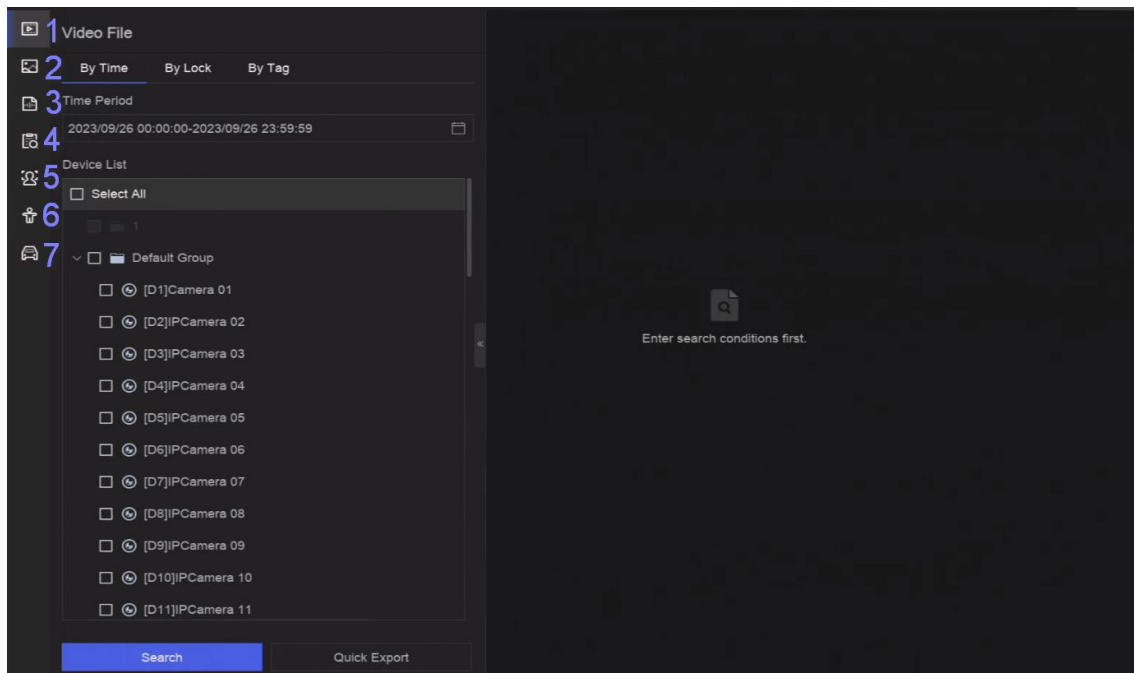 1 Video File
2 By Time By Lock By Tag
3 Time Period
4 2023/09/26 00:00:00-2023/09/26 23:59:59
5 Device List
Select All
6 1
7 Default Group
[D1]Camera 01
[D2]IPCamera 02
[D3]IPCamera 03
[D4]IPCamera 04
[D5]IPCamera 05
[D6]IPCamera 06
[D7]IPCamera 07
[D8]IPCamera 08
[D9]IPCamera 09
[D10]IPCamera 10
[D11]IPCamera 11
Search Quick Export
Enter search conditions first.